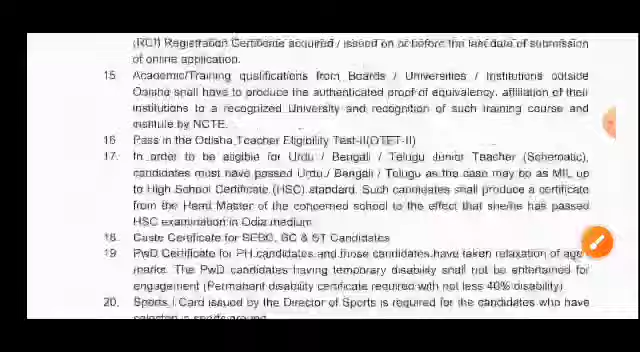 (RCI) Registration Certificate acquired / issued on or before the last date of submission
of online application.
15 Academic/Training qualifications from Boards / Universities / Institutions outside
Odisha shall have to produce the authenticated proof of equivalency, affiliation of their
institutions to a recognized University and recognition of such training course and
institute by NCTE.
16 Pass in the Odisha Teacher Eligibility Test-II(OTET-II)
17. In order to be eligible for Urdu / Bengali / Telugu Junior Teacher (Schematic),
candidates must have passed Urdu / Bengali / Telugu as the case may be as MIL up
to High School Certificate (HSC) standard. Such candidates shall produce a certificate
from the Head Master of the concerned school to the effect that she/he has passed
HSC examination in Odia medium
18. Caste Certificate for SEBC, SC & ST Candidates
19 PwD Certificate for PH candidates and those candidates have taken relaxation of age
marks. The PwD candidates having temporary disability shall not be entertained for
engagement (Permanent disability certificate required with not less 40% disability)
20. Sports I Card issued by the Director of Sports is required for the candidates who have